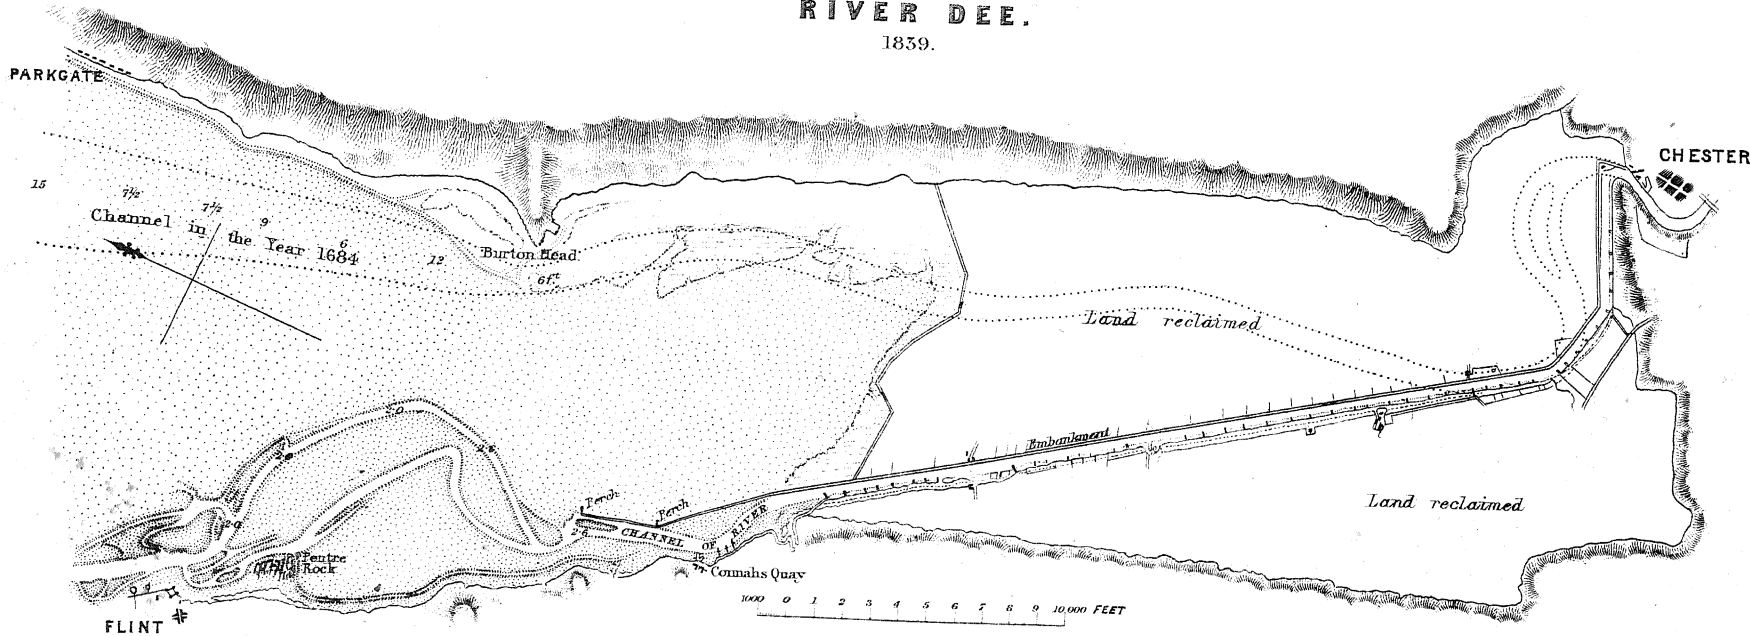 RIVER DEE.
1839.
PARKGATE
CHESTER
15
7½
7½
9
6
12
Channel in the Year 1684
Burton Head
6ft
Land reclaimed
Embankment
Land reclaimed
Perch
Perch
CHANNEL OF RIVER
Pentre
Rock
Connahs Quay
FLINT
1000 0 1 2 3 4 5 6 7 8 9 10,000 FEET